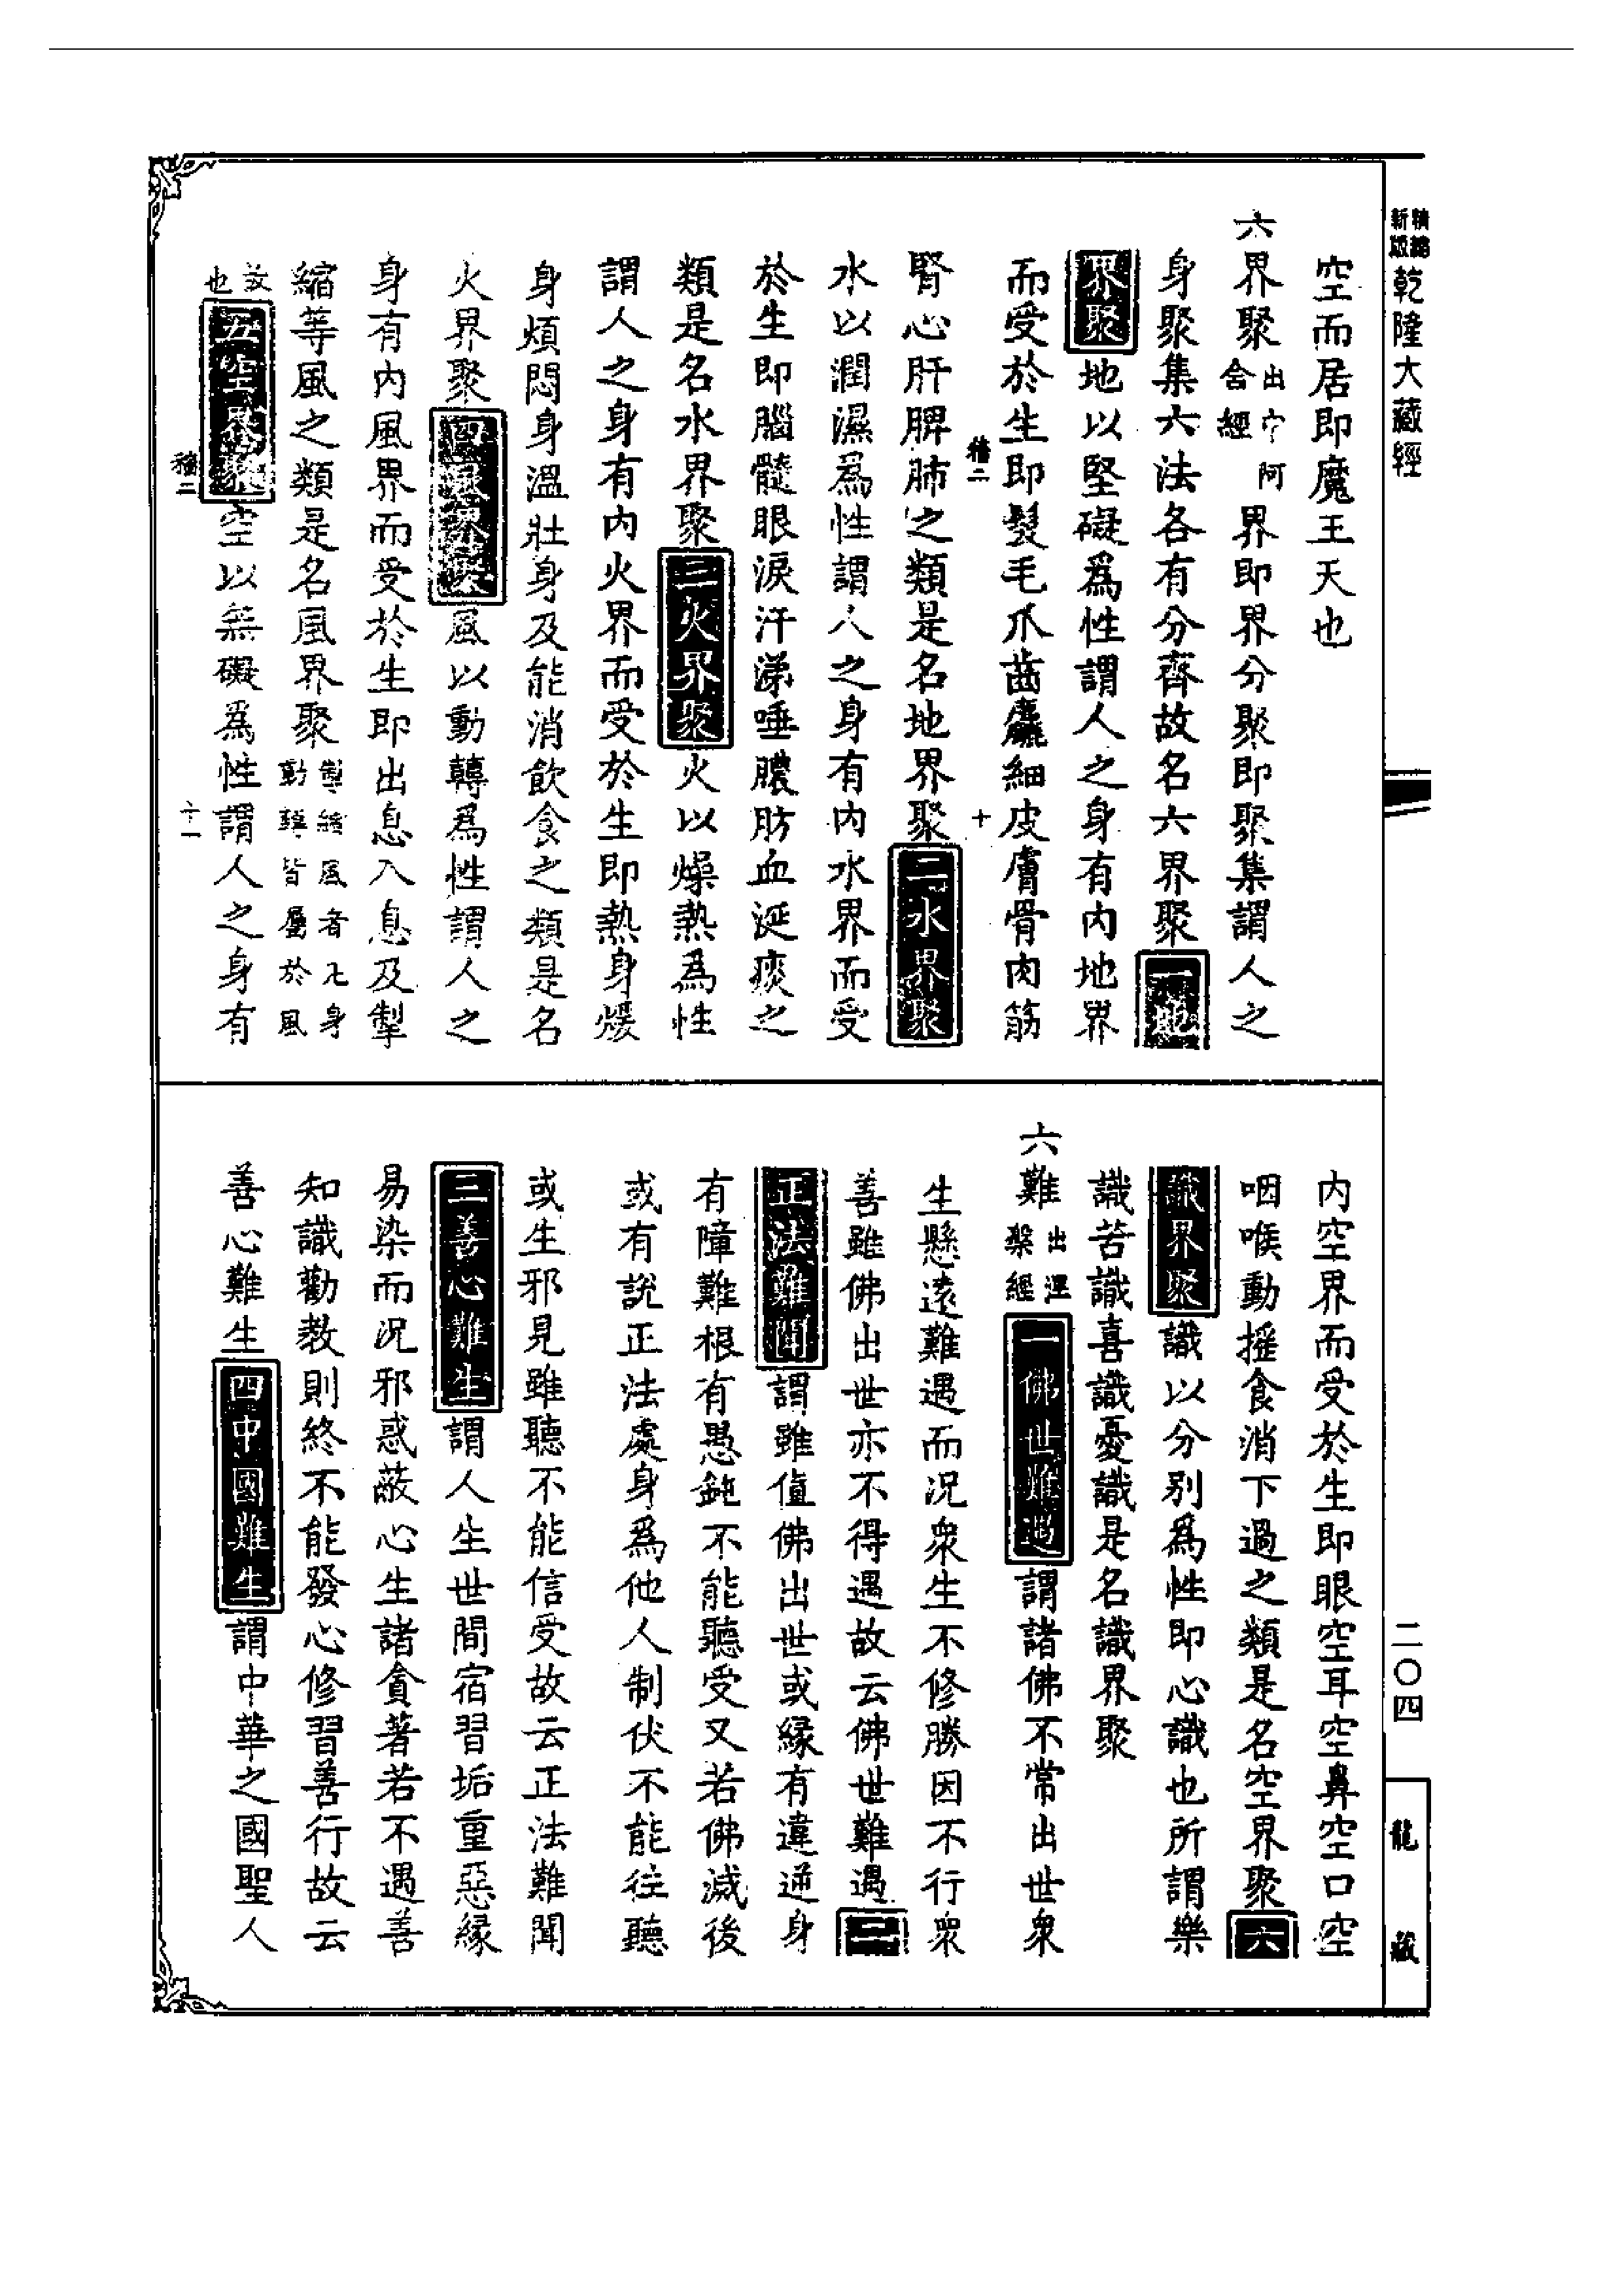 精縮新版乾隆大藏經
空而居即魔王天也
六界聚出中阿含經界即界分聚即聚集謂人之
身聚集六法各有分齊故名六界聚一地
界聚地以堅礙爲性謂人之身有內地界
而受於生即髮毛爪齒麤細皮膚骨肉筋
稽二 十
腎心肝脾肺之類是名地界聚二水界聚
水以潤濕爲性謂人之身有內水界而受
於生即腦髓眼淚汗涕唾膿肪血涎痰之
類是名水界聚三火界聚火以燥熱爲性
謂人之身有內火界而受於生即熱身煖
身煩悶身溫壯身及能消飲食之類是名
火界聚四風界聚風以動轉爲性謂人之
身有內風界而受於生即出息入息及掣
縮等風之類是名風界聚掣縮風者凡身動轉皆屬於風
故也五空界聚空以無礙爲性謂人之身有
稽二 十一
內空界而受於生即眼空耳空鼻空口空
咽喉動搖食消下過之類是名空界聚六
識界聚識以分別爲性即心識也所謂樂
識苦識喜識憂識是名識界聚
六難出涅槃經一佛世難遇謂諸佛不常出世衆
生懸遠難遇而況衆生不修勝因不行衆
善雖佛出世亦不得遇故云佛世難遇二
正法難聞謂雖值佛出世或緣有違逆身
有障難根有愚鈍不能聽受又若佛滅後
或有說正法處身爲他人制伏不能往聽
或生邪見雖聽不能信受故云正法難聞
三善心難生謂人生世間宿習垢重惡緣
易染而況邪惑蔽心生諸貪著若不遇善
知識勸教則終不能發心修習善行故云
善心難生四中國難生謂中華之國聖人
二〇四
龍藏